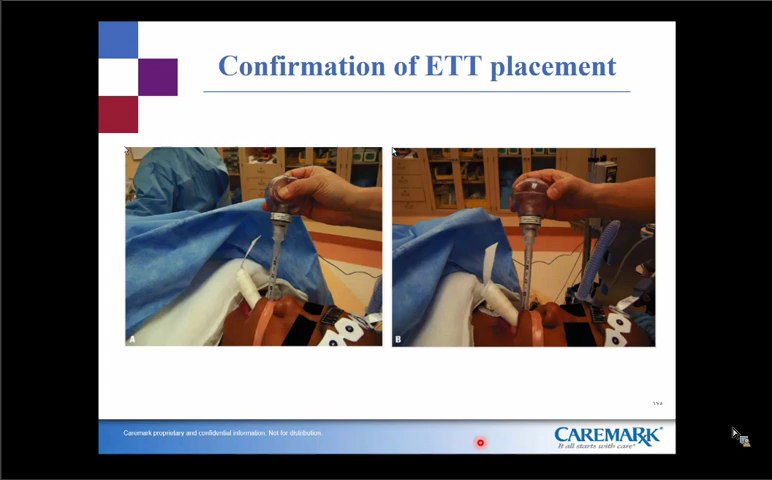 Confirmation of ETT placement
A
B
Caremark proprietary and confidential information. Not for distribution.
CAREMARK
It all starts with care